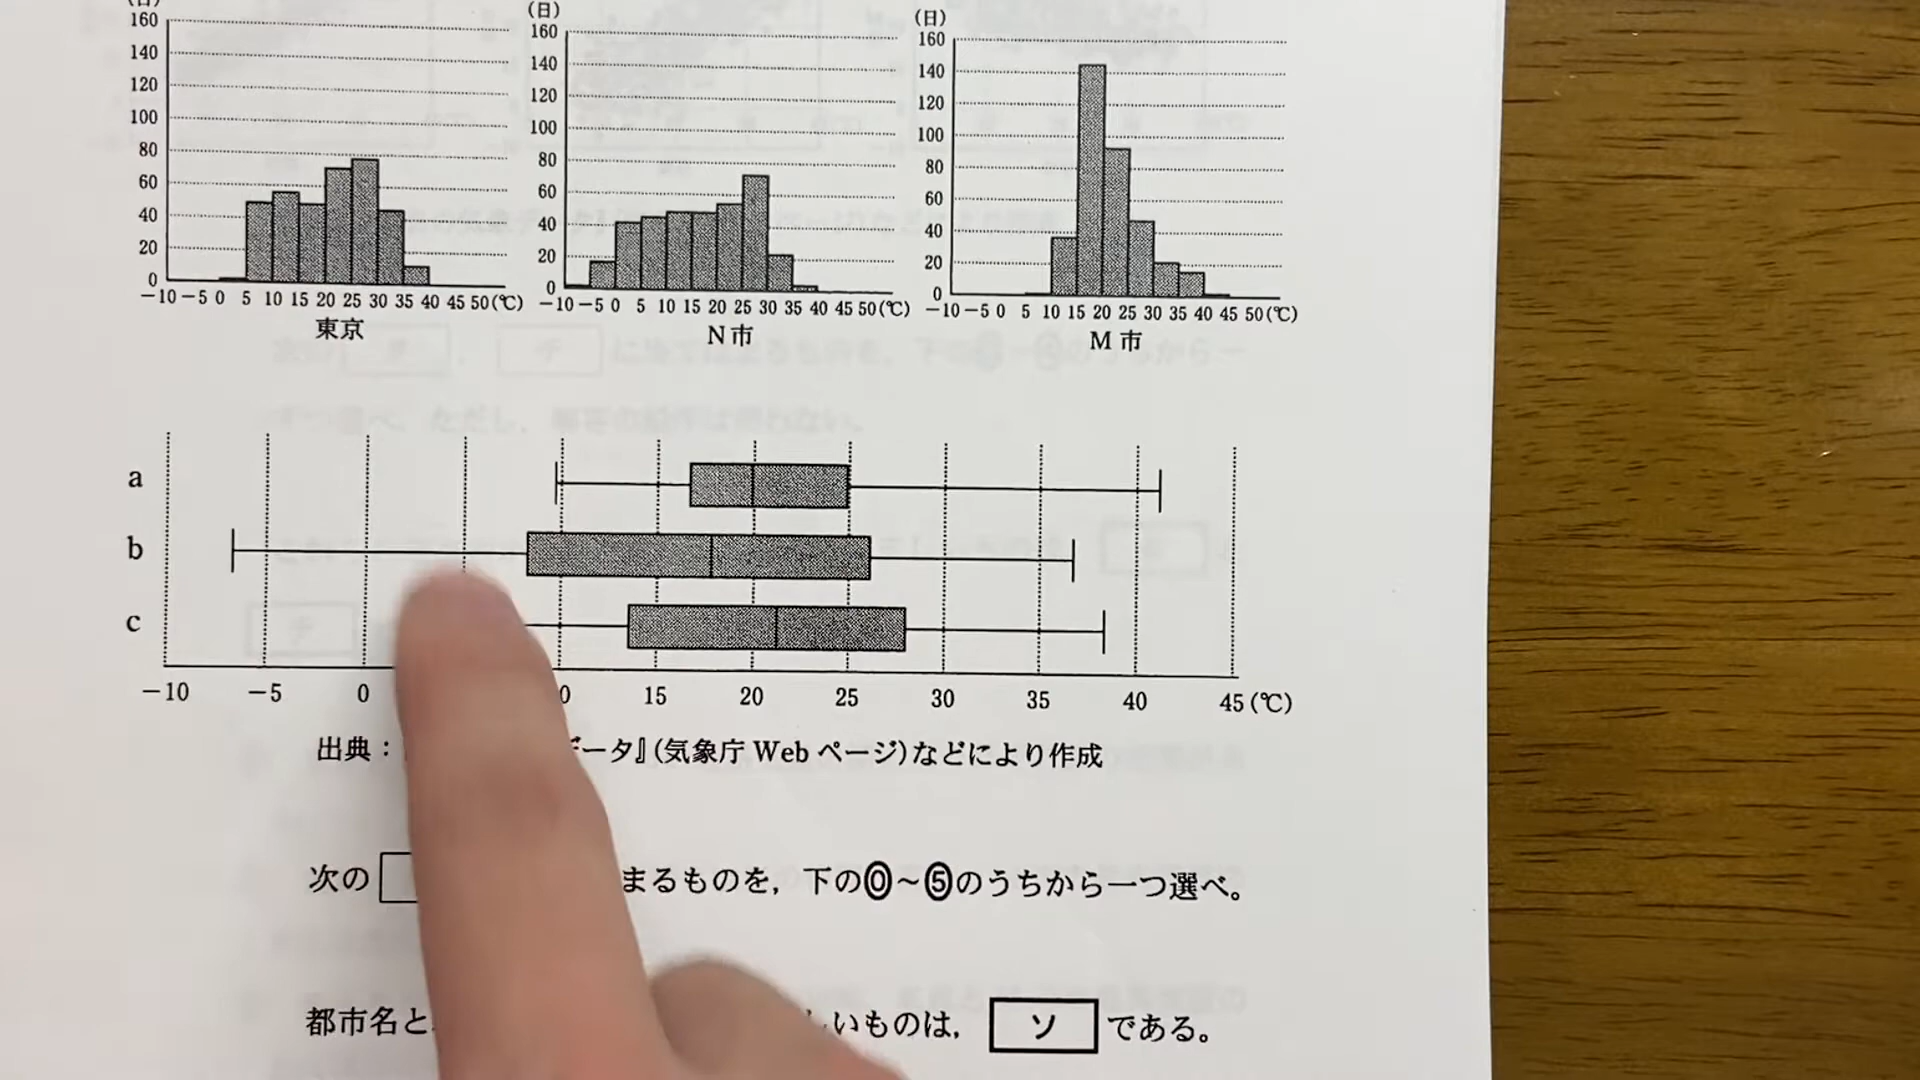 (日) (日) (日)
160 160 160
140 140 140
120 120 120
100 100 100
80 80 80
60 60 60
40 40 40
20 20 20
0 0 0
−10 −5 0 5 10 15 20 25 30 35 40 45 50(℃) −10 −5 0 5 10 15 20 25 30 35 40 45 50(℃) −10 −5 0 5 10 15 20 25 30 35 40 45 50(℃)
東京 N市 M市
a
b
c
−10 −5 0 15 20 25 30 35 40 45(℃)
出典： ータ』(気象庁 Web ページ)などにより作成
次の まるものを，下の⓪～⑤のうちから一つ選べ。
都市名と いものは， ソ である。